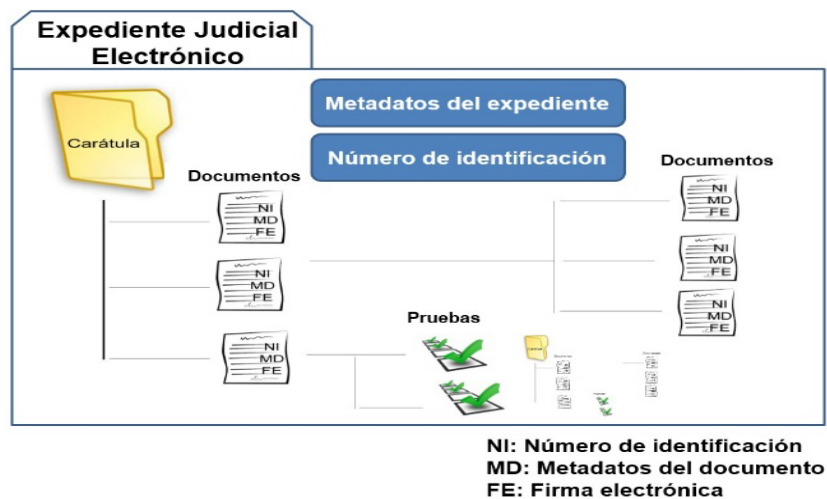 Expediente Judicial
Electrónico
Carátula
Metadatos del expediente
Número de identificación
Documentos
NI
MD
FE
NI
MD
FE
NI
MD
FE
Documentos
NI
MD
FE
NI
MD
FE
NI
MD
FE
Pruebas
NI: Número de identificación
MD: Metadatos del documento
FE: Firma electrónica